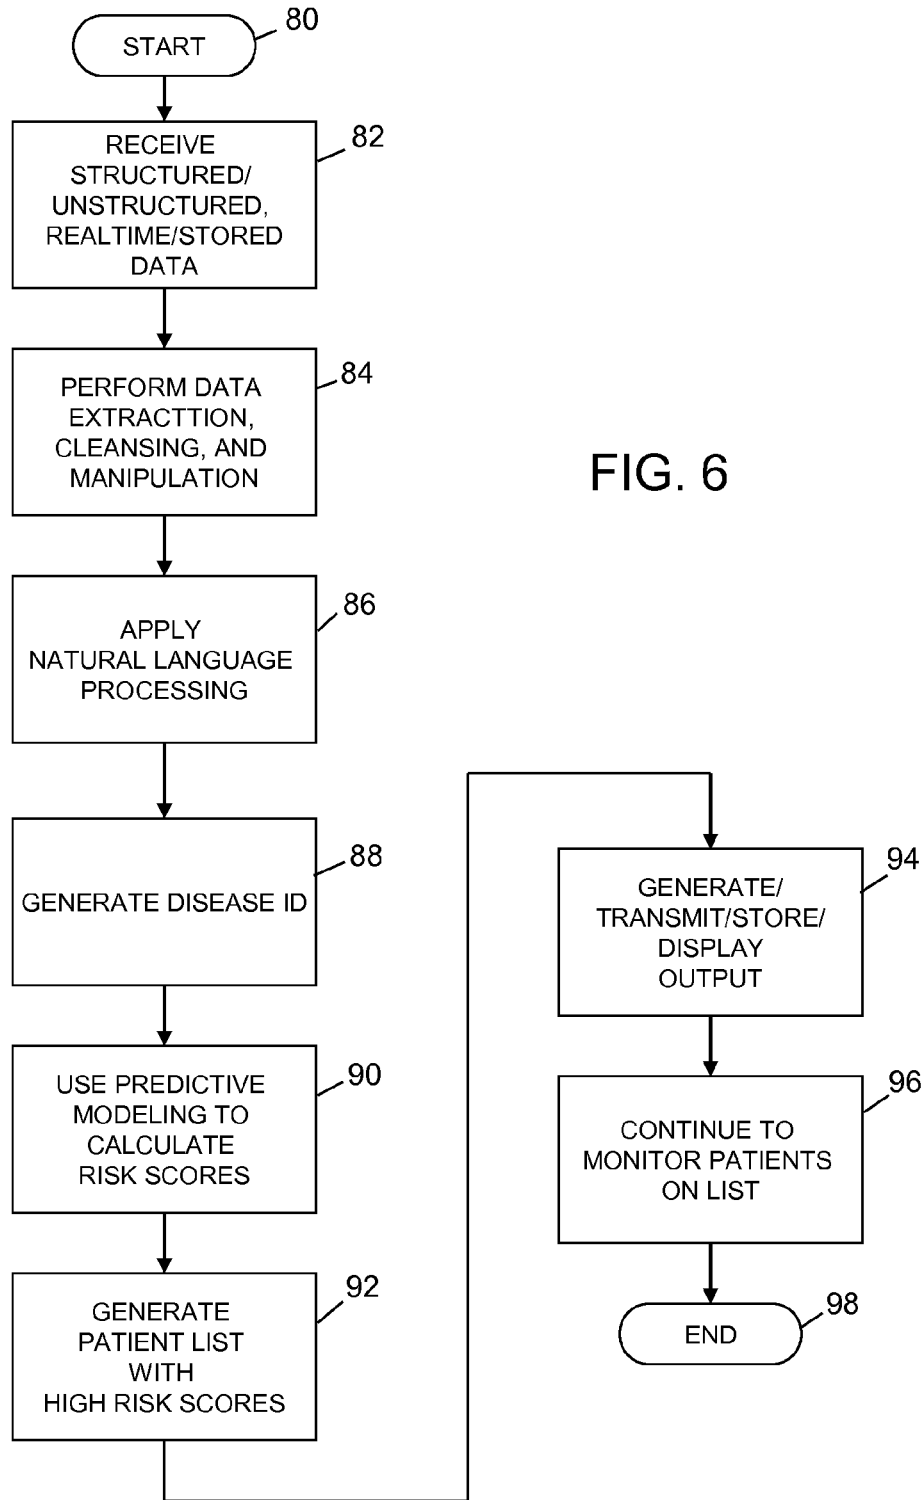 START
80
RECEIVE
STRUCTURED/
UNSTRUCTURED,
REALTIME/STORED
DATA
82
PERFORM DATA
EXTRACTTION,
CLEANSING, AND
MANIPULATION
84
FIG. 6
APPLY
NATURAL LANGUAGE
PROCESSING
86
GENERATE DISEASE ID
88
USE PREDICTIVE
MODELING TO
CALCULATE
RISK SCORES
90
GENERATE
PATIENT LIST
WITH
HIGH RISK SCORES
92
GENERATE/
TRANSMIT/STORE/
DISPLAY
OUTPUT
94
CONTINUE TO
MONITOR PATIENTS
ON LIST
96
END
98